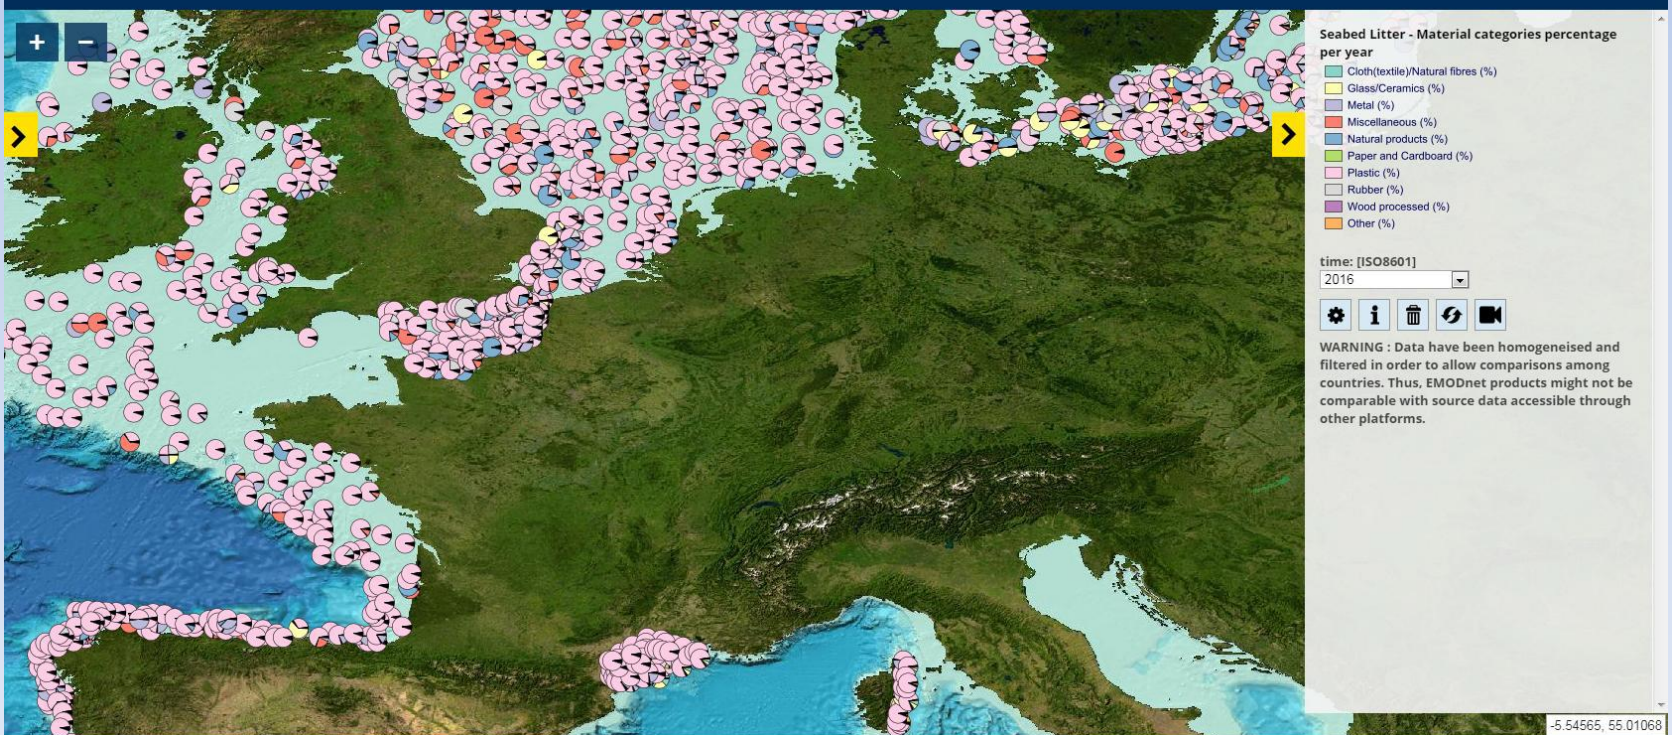 + −
Seabed Litter - Material categories percentage
per year
Cloth(textile)/Natural fibres (%)
Glass/Ceramics (%)
Metal (%)
Miscellaneous (%)
Natural products (%)
Paper and Cardboard (%)
Plastic (%)
Rubber (%)
Wood processed (%)
Other (%)
time: [ISO8601]
2016
WARNING : Data have been homogeneised and
filtered in order to allow comparisons among
countries. Thus, EMODnet products might not be
comparable with source data accessible through
other platforms.
-5.54565, 55.01068